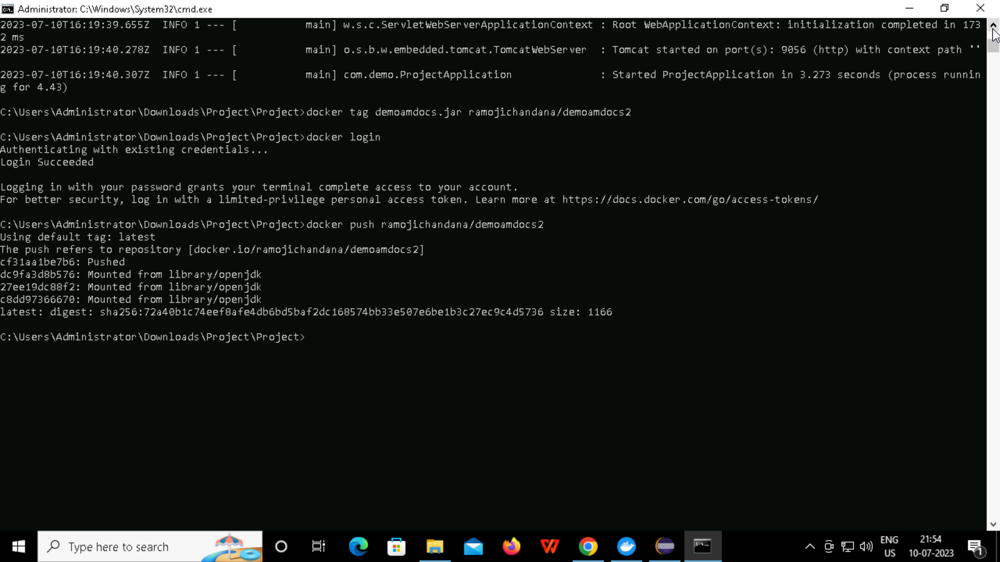 Administrator: C:\Windows\System32\cmd.exe
2023-07-10T16:19:39.655Z  INFO 1 --- [           main] w.s.c.ServletWebServerApplicationContext : Root WebApplicationContext: initialization completed in 173
2 ms
2023-07-10T16:19:40.278Z  INFO 1 --- [           main] o.s.b.w.embedded.tomcat.TomcatWebServer  : Tomcat started on port(s): 9056 (http) with context path ''
2023-07-10T16:19:40.307Z  INFO 1 --- [           main] com.demo.ProjectApplication              : Started ProjectApplication in 3.273 seconds (process runnin
g for 4.43)
C:\Users\Administrator\Downloads\Project\Project>docker tag demoamdocs.jar ramojichandana/demoamdocs2
C:\Users\Administrator\Downloads\Project\Project>docker login
Authenticating with existing credentials...
Login Succeeded
Logging in with your password grants your terminal complete access to your account.
For better security, log in with a limited-privilege personal access token. Learn more at https://docs.docker.com/go/access-tokens/
C:\Users\Administrator\Downloads\Project\Project>docker push ramojichandana/demoamdocs2
Using default tag: latest
The push refers to repository [docker.io/ramojichandana/demoamdocs2]
cf31aa1be7b6: Pushed
dc9fa3d8b576: Mounted from library/openjdk
27ee19dc88f2: Mounted from library/openjdk
c8dd97366670: Mounted from library/openjdk
latest: digest: sha256:72a40b1c74eef8afe4db6bd5baf2dc168574bb33e507e6be1b3c27ec9c4d5736 size: 1166
C:\Users\Administrator\Downloads\Project\Project>
Type here to search
ENG
US
21:54
10-07-2023
1